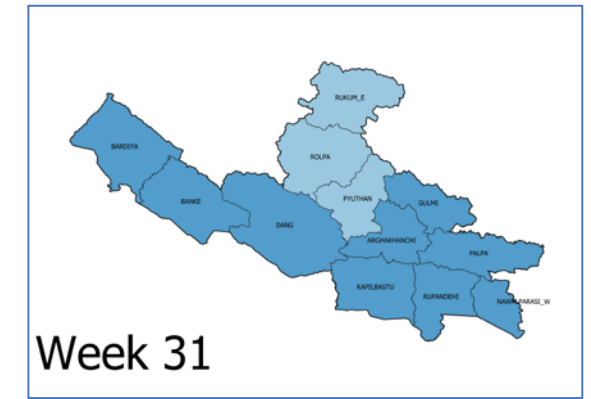 RUKUM_E
BARDIYA
ROLPA
BANKE
PYUTHAN
GULMI
DANG
ARGHAKHANCHI
PALPA
KAPILBASTU
RUPANDEHI
NAWALPARASI_W
Week 31